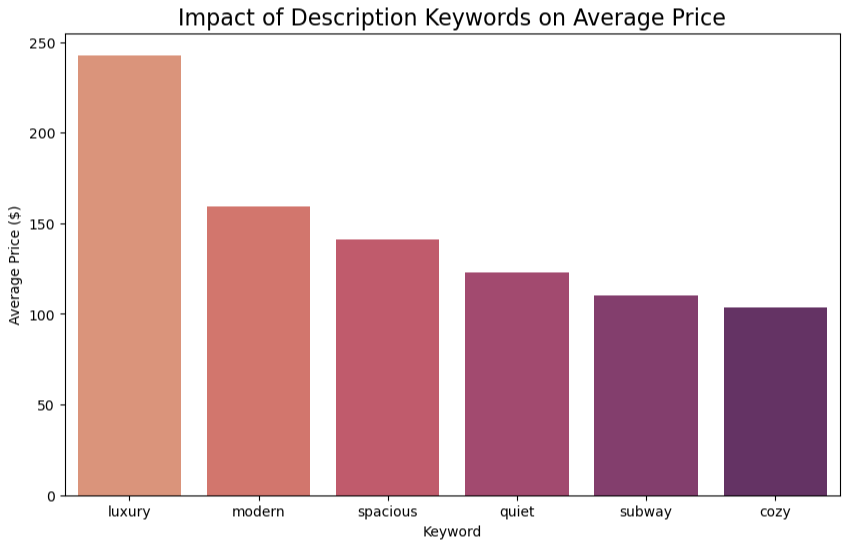 Impact of Description Keywords on Average Price
Average Price ($)
250
200
150
100
50
0
luxury modern spacious quiet subway cozy
Keyword